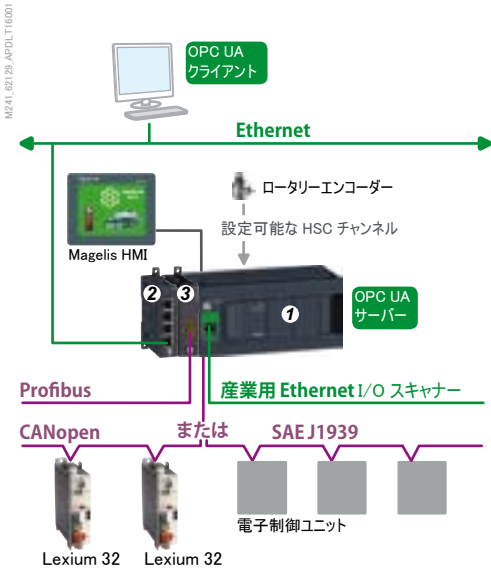 M241_62129_APDLT16001
OPC UA
クライアント
Ethernet
ロータリーエンコーダー
設定可能な HSC チャンネル
Magelis HMI
2
3
1
OPC UA
サーバー
Profibus
産業用 Ethernet I/O スキャナー
CANopen
または
SAE J1939
電子制御ユニット
Lexium 32
Lexium 32